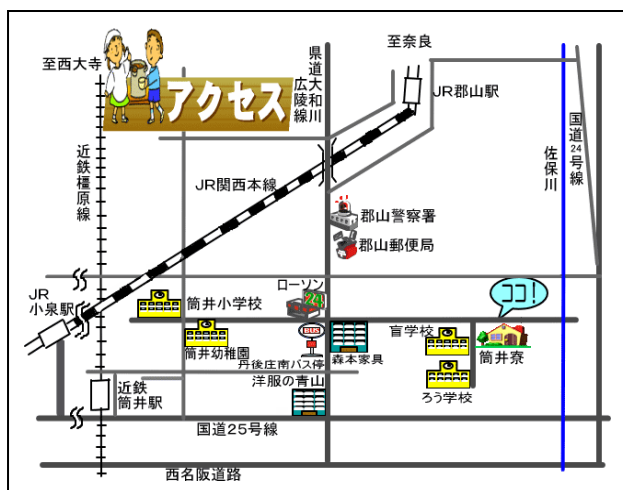 至西大寺
アクセス
県道大和川
広陵線
至奈良
JR郡山駅
国道24号線
佐保川
近鉄橿原線
JR関西本線
郡山警察署
郡山郵便局
JR
小泉駅
筒井小学校
ローソン
24
ココ！
筒井幼稚園
BUS
丹後庄南バス停
森本家具
盲学校
筒井寮
近鉄
筒井駅
洋服の青山
ろう学校
国道25号線
西名阪道路